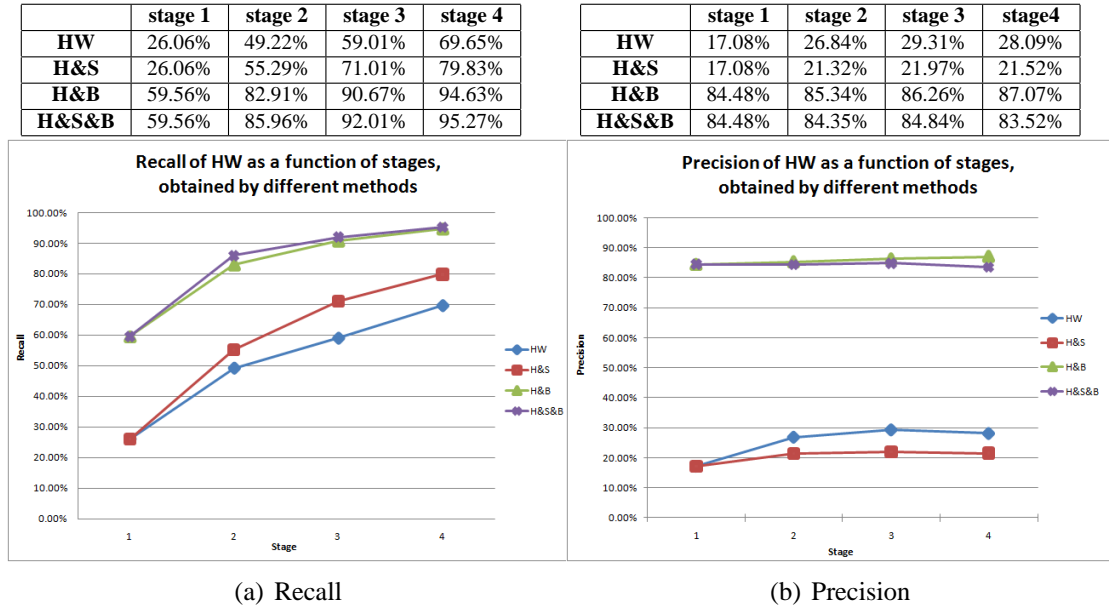 stage 1 stage 2 stage 3 stage 4
HW 26.06% 49.22% 59.01% 69.65%
H&S 26.06% 55.29% 71.01% 79.83%
H&B 59.56% 82.91% 90.67% 94.63%
H&S&B 59.56% 85.96% 92.01% 95.27%
Recall of HW as a function of stages,
obtained by different methods
100.00%
90.00%
80.00%
70.00%
60.00%
50.00%
40.00%
30.00%
20.00%
10.00%
0.00%
Recall
1 2 3 4
Stage
HW
H&S
H&B
H&S&B
(a) Recall
stage 1 stage 2 stage 3 stage4
HW 17.08% 26.84% 29.31% 28.09%
H&S 17.08% 21.32% 21.97% 21.52%
H&B 84.48% 85.34% 86.26% 87.07%
H&S&B 84.48% 84.35% 84.84% 83.52%
Precision of HW as a function of stages,
obtained by different methods
100.00%
90.00%
80.00%
70.00%
60.00%
50.00%
40.00%
30.00%
20.00%
10.00%
0.00%
Precision
1 2 3 4
Stage
HW
H&S
H&B
H&S&B
(b) Precision